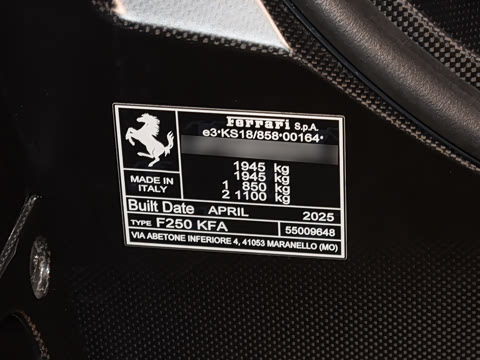 Ferrari S.p.A.
e3*KS18/858*00164*
1945 kg
1945 kg
1 850 kg
2 1100 kg
MADE IN
ITALY
Built Date APRIL 2025
TYPE F250 KFA 55009648
VIA ABETONE INFERIORE 4, 41053 MARANELLO (MO)